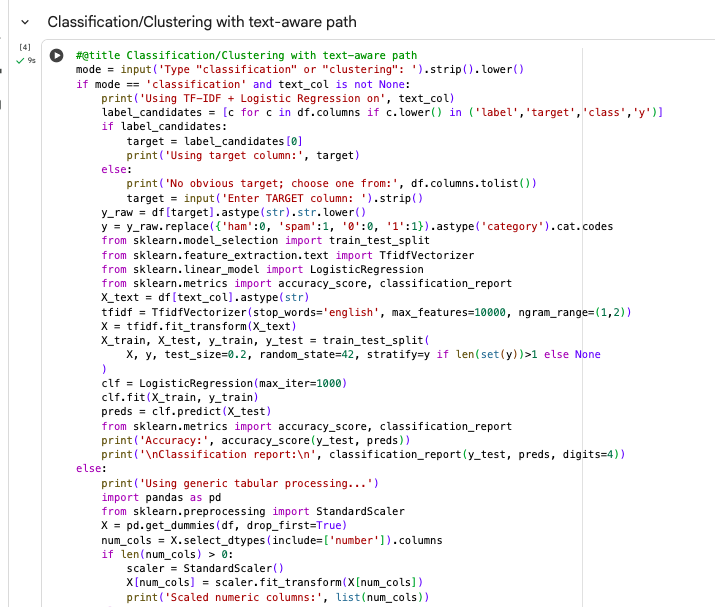 Classification/Clustering with text-aware path
[4]
9s
#@title Classification/Clustering with text-aware path
mode = input('Type "classification" or "clustering": ').strip().lower()
if mode == 'classification' and text_col is not None:
    print('Using TF-IDF + Logistic Regression on', text_col)
    label_candidates = [c for c in df.columns if c.lower() in ('label','target','class','y')]
    if label_candidates:
        target = label_candidates[0]
        print('Using target column:', target)
    else:
        print('No obvious target; choose one from:', df.columns.tolist())
        target = input('Enter TARGET column: ').strip()
    y_raw = df[target].astype(str).str.lower()
    y = y_raw.replace({'ham':0, 'spam':1, '0':0, '1':1}).astype('category').cat.codes
    from sklearn.model_selection import train_test_split
    from sklearn.feature_extraction.text import TfidfVectorizer
    from sklearn.linear_model import LogisticRegression
    from sklearn.metrics import accuracy_score, classification_report
    X_text = df[text_col].astype(str)
    tfidf = TfidfVectorizer(stop_words='english', max_features=10000, ngram_range=(1,2))
    X = tfidf.fit_transform(X_text)
    X_train, X_test, y_train, y_test = train_test_split(
        X, y, test_size=0.2, random_state=42, stratify=y if len(set(y))>1 else None
    )
    clf = LogisticRegression(max_iter=1000)
    clf.fit(X_train, y_train)
    preds = clf.predict(X_test)
    from sklearn.metrics import accuracy_score, classification_report
    print('Accuracy:', accuracy_score(y_test, preds))
    print('\nClassification report:\n', classification_report(y_test, preds, digits=4))
else:
    print('Using generic tabular processing...')
    import pandas as pd
    from sklearn.preprocessing import StandardScaler
    X = pd.get_dummies(df, drop_first=True)
    num_cols = X.select_dtypes(include=['number']).columns
    if len(num_cols) > 0:
        scaler = StandardScaler()
        X[num_cols] = scaler.fit_transform(X[num_cols])
        print('Scaled numeric columns:', list(num_cols))